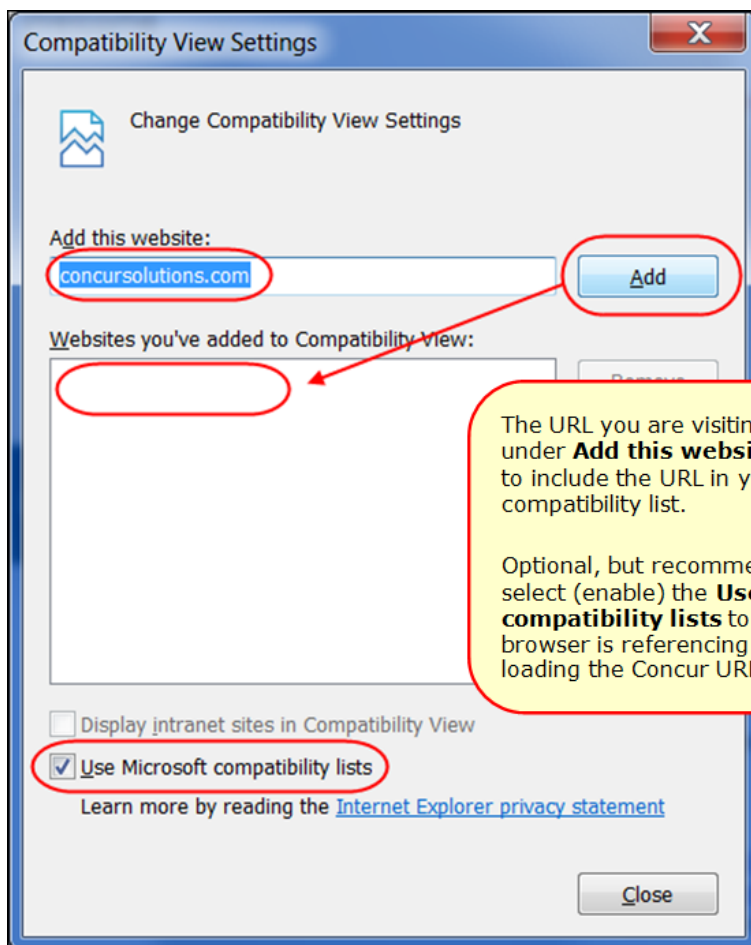 Compatibility View Settings
Change Compatibility View Settings
Add this website:
concursolutions.com
Add
Websites you've added to Compatibility View:
Remove
The URL you are visitin
under Add this websi
to include the URL in y
compatibility list.
Optional, but recomme
select (enable) the Use
compatibility lists to
browser is referencing
loading the Concur UR
Display intranet sites in Compatibility View
Use Microsoft compatibility lists
Learn more by reading the Internet Explorer privacy statement
Close